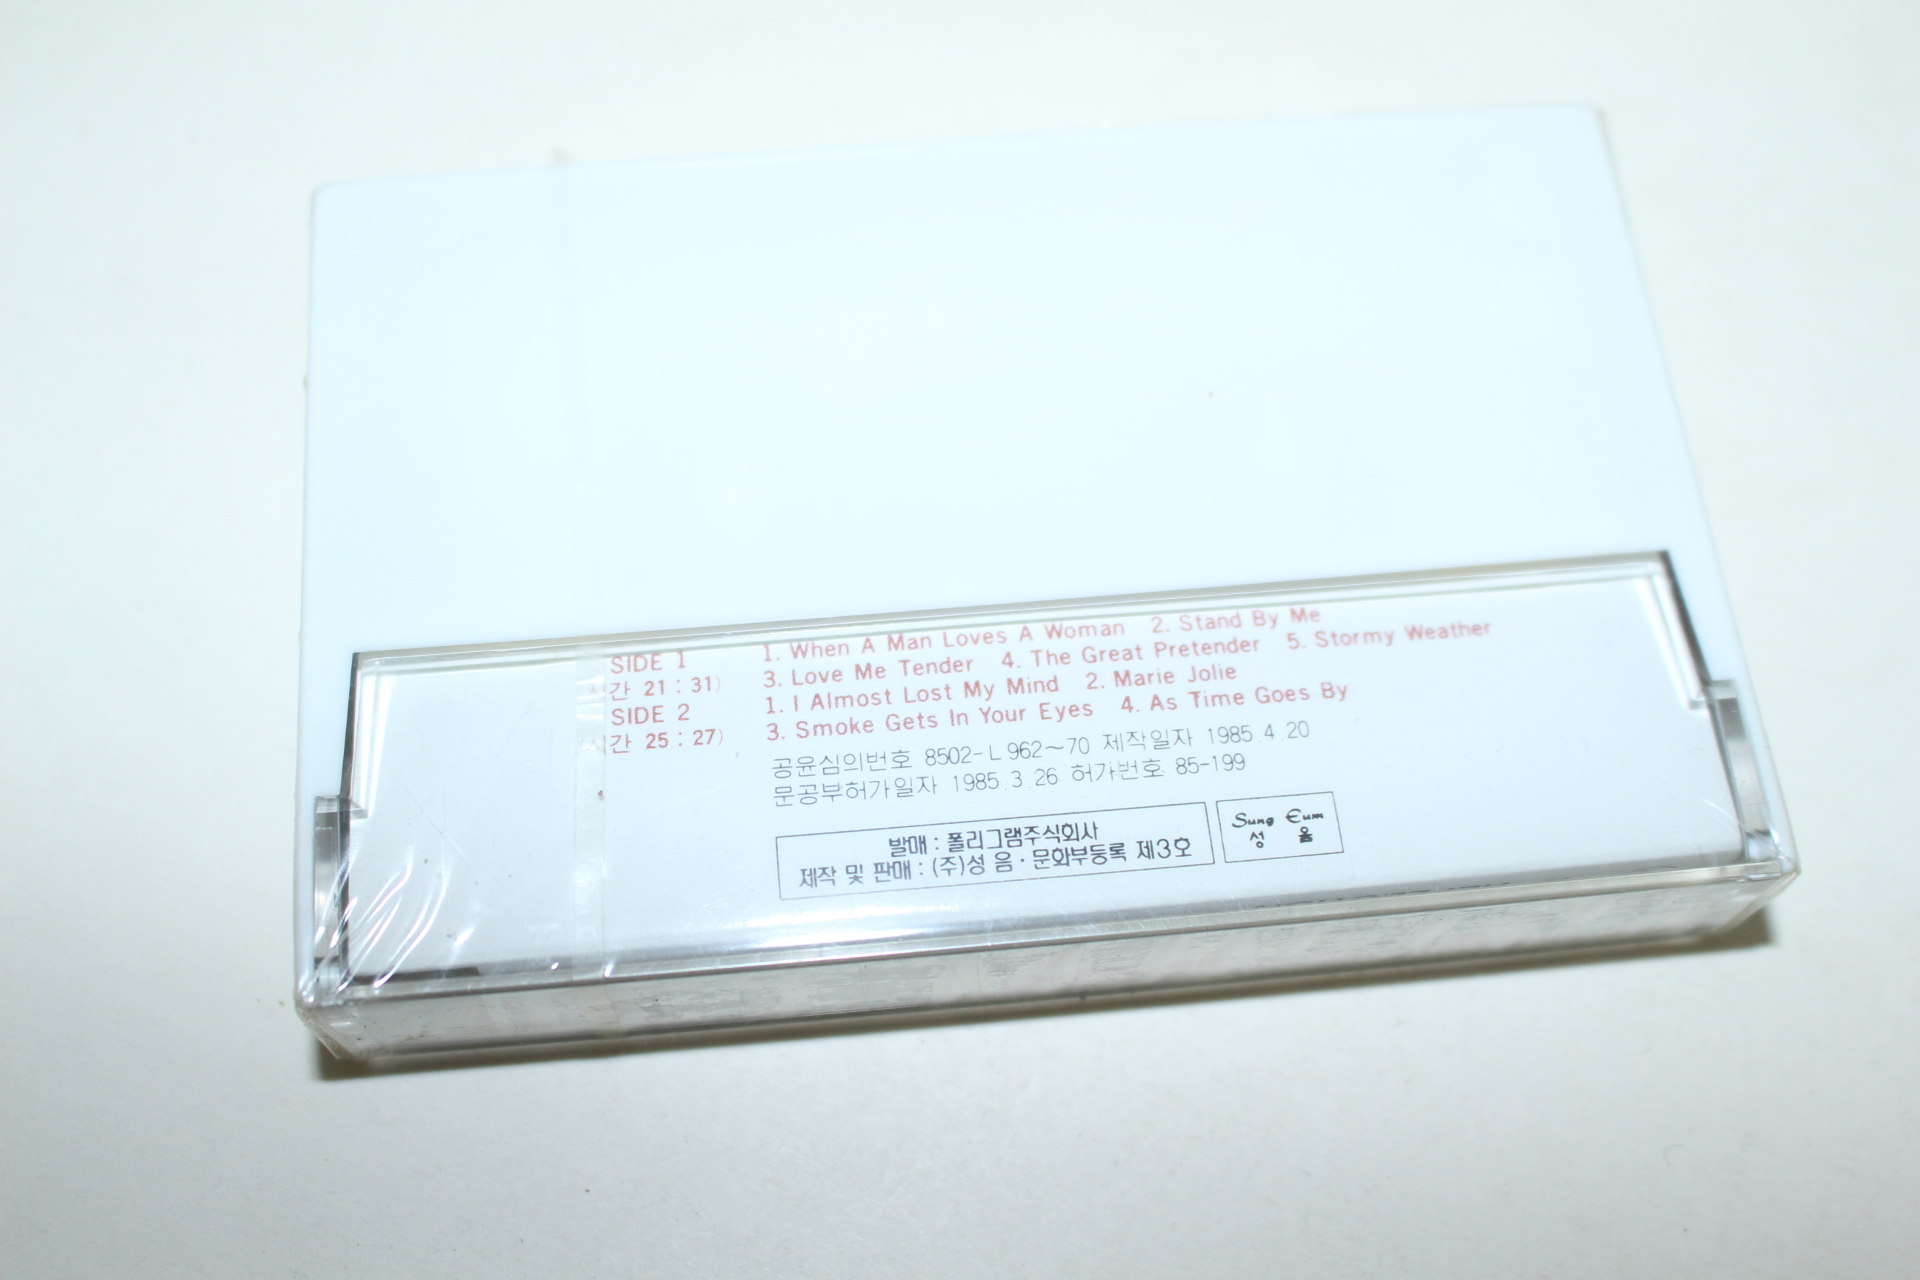 SIDE 1 1. When A Man Loves A Woman 2. Stand By Me
시간 21 : 31) 3. Love Me Tender 4. The Great Pretender 5. Stormy Weather
SIDE 2 1. I Almost Lost My Mind 2. Marie Jolie
시간 25 : 27) 3. Smoke Gets In Your Eyes 4. As Time Goes By
공윤심의번호 8502-L 962~70 제작일자 1985.4.20
문공부허가일자 1985.3.26 허가번호 85-199
발매 : 폴리그램주식회사
제작 및 판매 : (주)성 음 · 문화부등록 제3호
Sung Eum
성 음